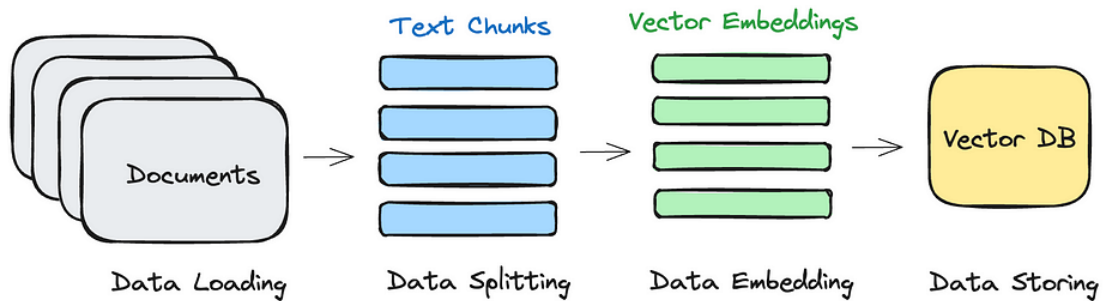 Text Chunks
Vector Embeddings
Documents
Vector DB
Data Loading
Data Splitting
Data Embedding
Data Storing